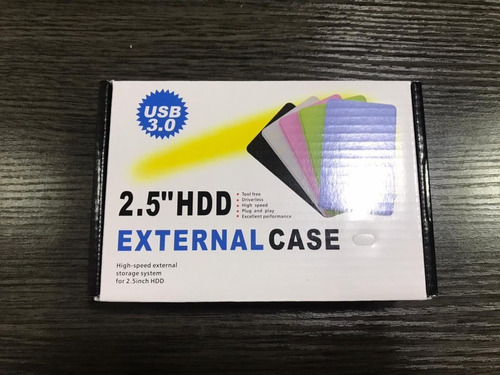 USB
3.0
2.5"HDD
Tool free
Driverless
High speed
Plug and play
Excellent performance
EXTERNAL CASE
High-speed external
storage system
for 2.5inch HDD